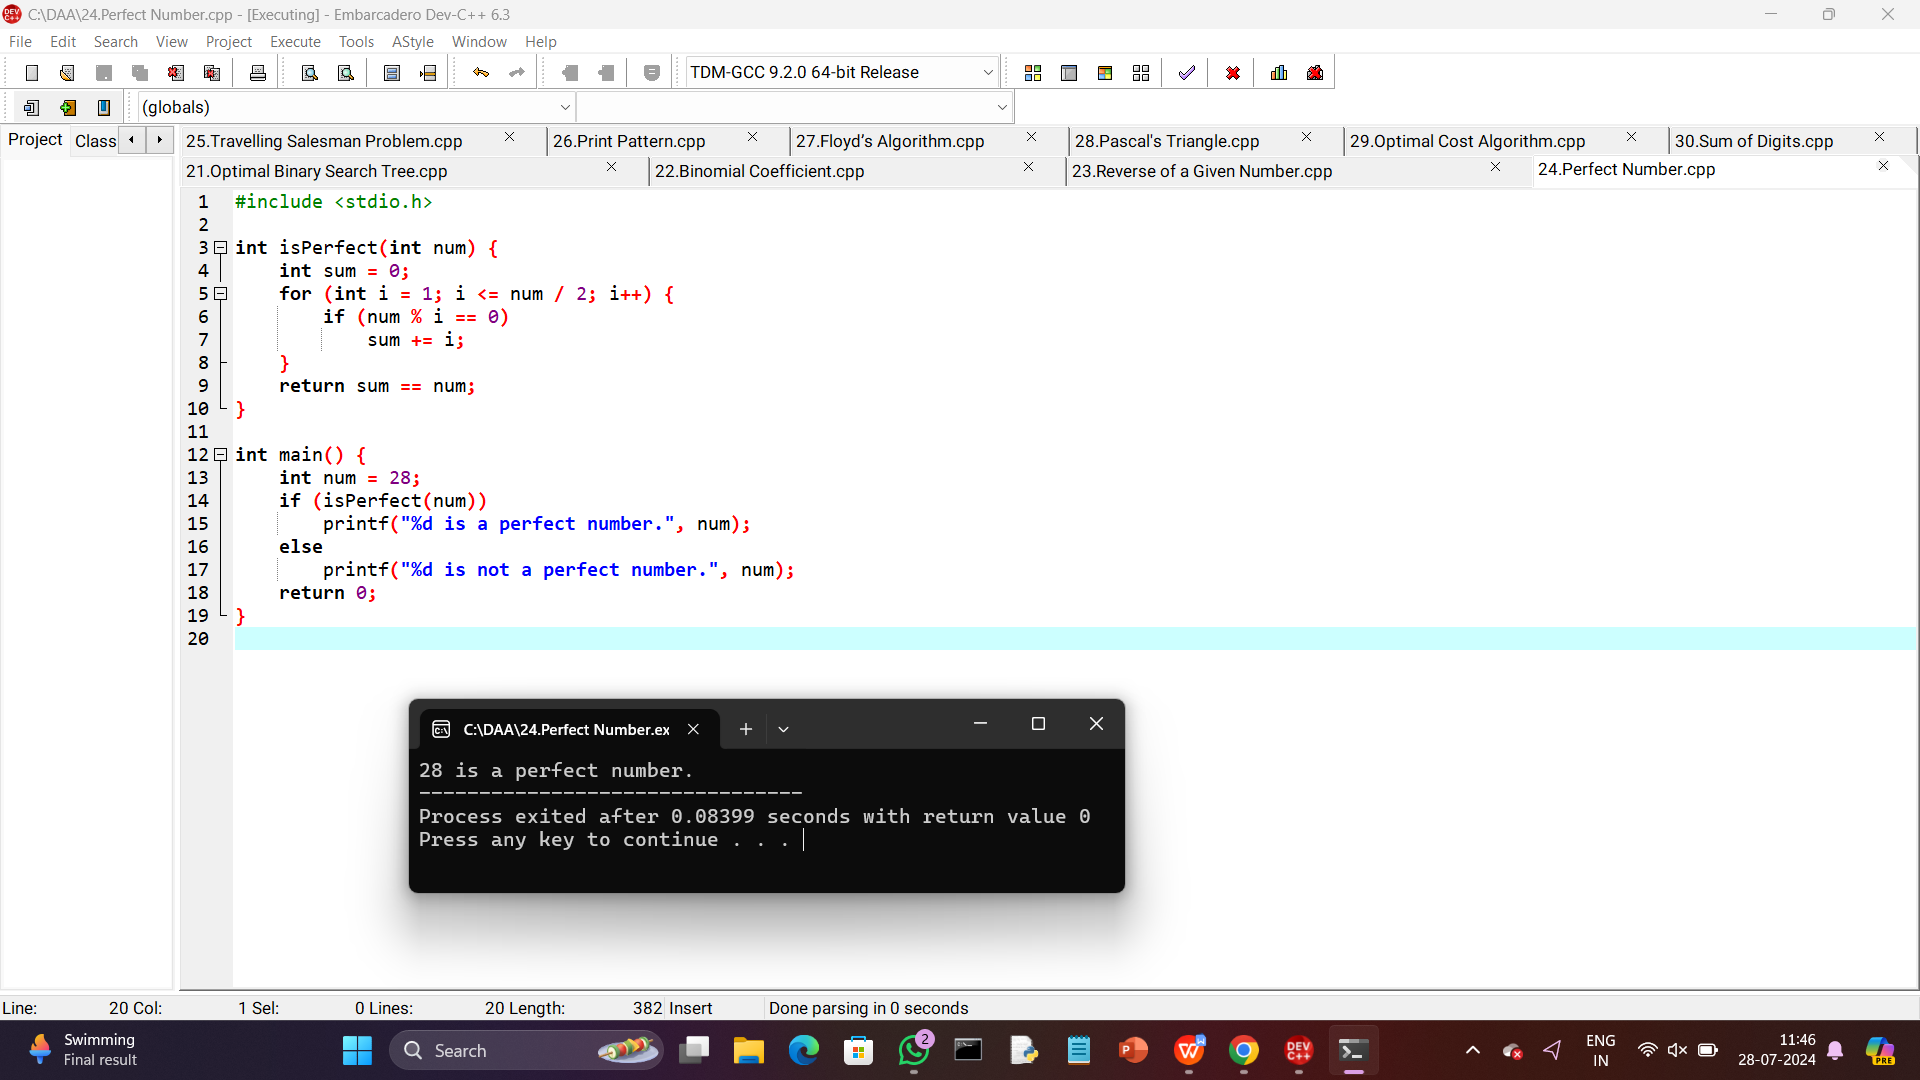 C:\DAA\24.Perfect Number.cpp - [Executing] - Embarcadero Dev-C++ 6.3
File Edit Search View Project Execute Tools AStyle Window Help
TDM-GCC 9.2.0 64-bit Release
(globals)
Project Class
25.Travelling Salesman Problem.cpp 26.Print Pattern.cpp 27.Floyd’s Algorithm.cpp 28.Pascal's Triangle.cpp 29.Optimal Cost Algorithm.cpp 30.Sum of Digits.cpp
21.Optimal Binary Search Tree.cpp 22.Binomial Coefficient.cpp 23.Reverse of a Given Number.cpp 24.Perfect Number.cpp
1 #include <stdio.h>
2
3 int isPerfect(int num) {
4 int sum = 0;
5 for (int i = 1; i <= num / 2; i++) {
6 if (num % i == 0)
7 sum += i;
8 }
9 return sum == num;
10 }
11
12 int main() {
13 int num = 28;
14 if (isPerfect(num))
15 printf("%d is a perfect number.", num);
16 else
17 printf("%d is not a perfect number.", num);
18 return 0;
19 }
20
C:\DAA\24.Perfect Number.ex
28 is a perfect number.
--------------------------------
Process exited after 0.08399 seconds with return value 0
Press any key to continue . . .
Line: 20 Col: 1 Sel: 0 Lines: 20 Length: 382 Insert Done parsing in 0 seconds
Swimming
Final result
Search
2
DEV
C++
ENG
IN
11:46
28-07-2024
PRE